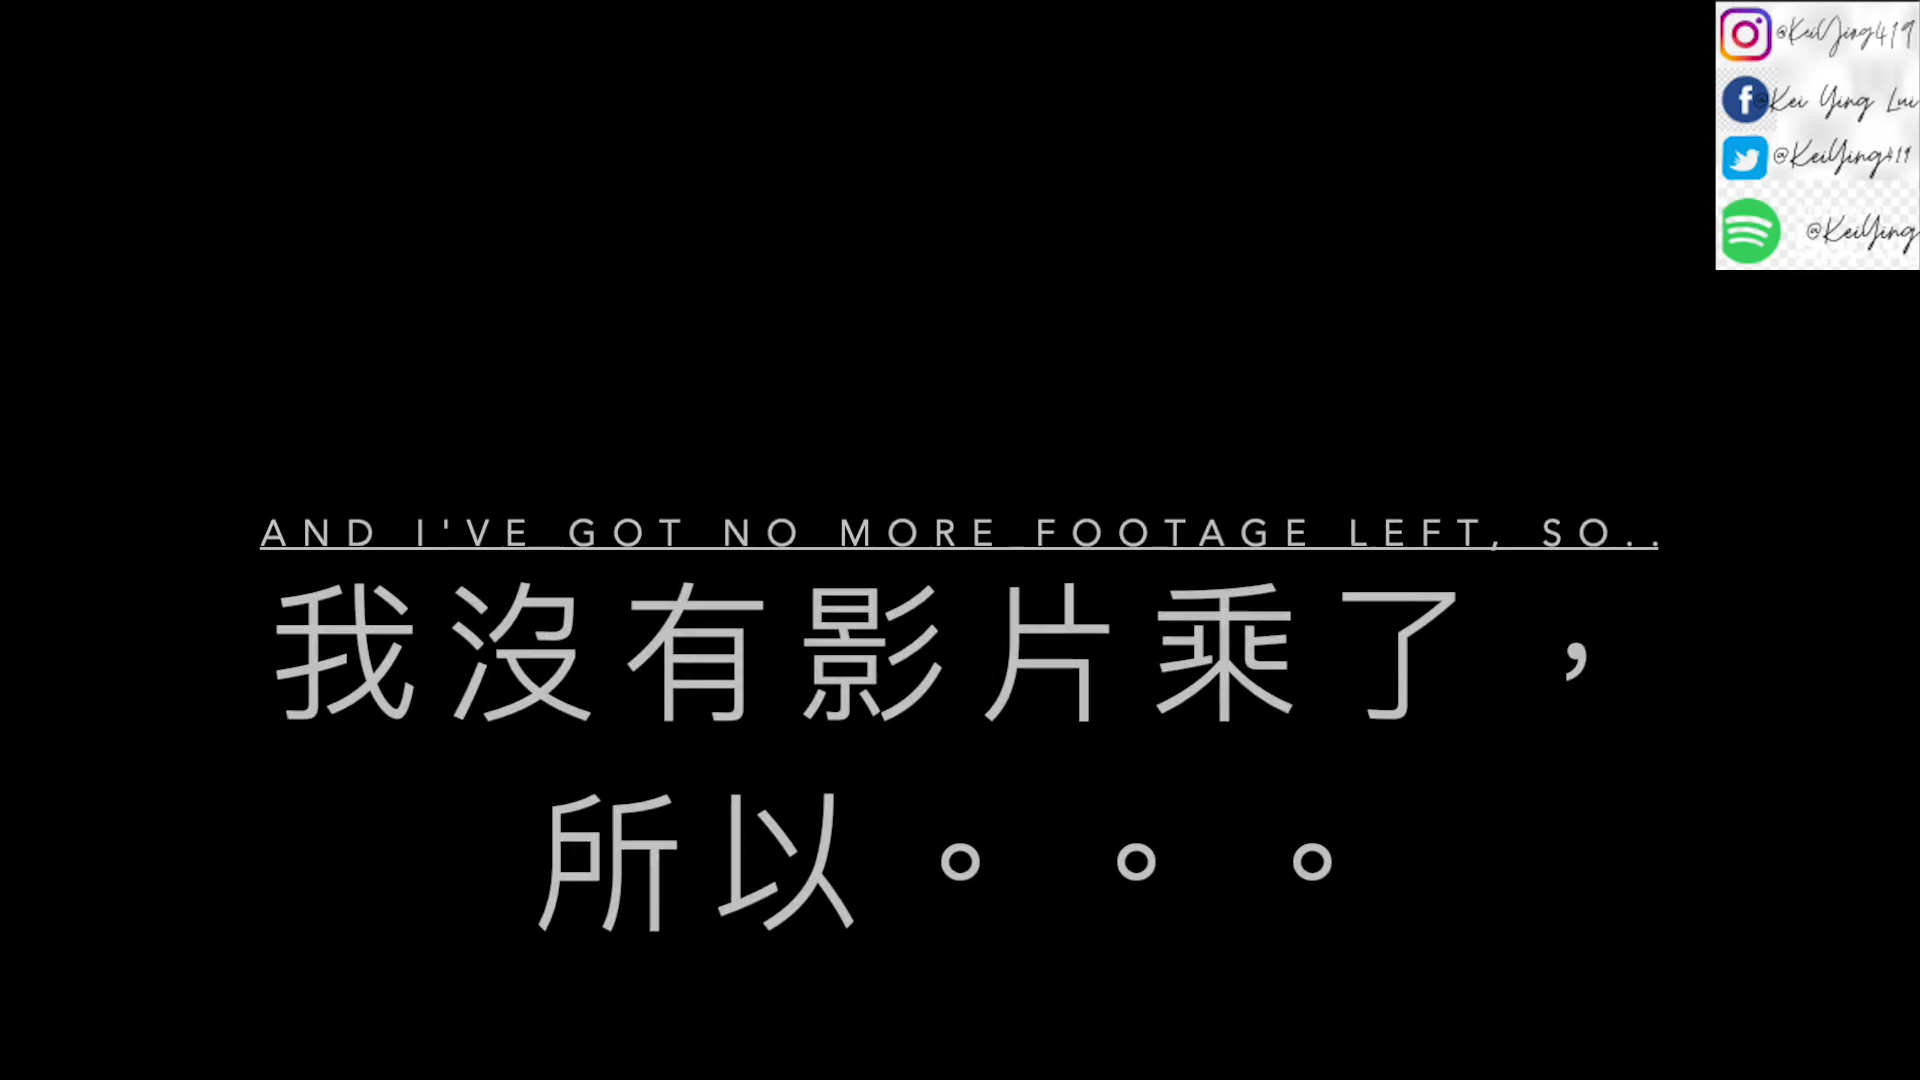 @KeiYing419
@Kei Ying Lui
@KeiYing419
@KeiYing
AND I'VE GOT NO MORE FOOTAGE LEFT, SO..
我沒有影片乘了，
所以。。。